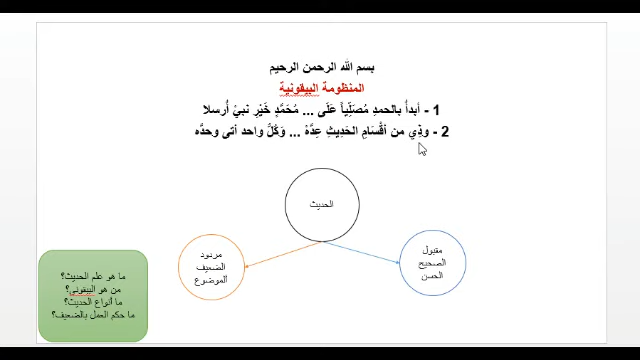 بسم الله الرحمن الرحيم
المنظومة البيقونية
1 - أبدأُ بالحمدِ مُصَلِّياً عَلَى ... مُحَمَّدٍ خَيْرِ نبيْ أُرسلا
2 - وذِي من أقْسَامِ الحَديثِ عِدَّهْ ... وَكُلُّ واحد أتى وحدَّه
الحديث
مقبول
الصحيح
الحسن
مردود
الضعيف
الموضوع
ما هو علم الحديث؟
من هو البيقوني؟
ما أنواع الحديث؟
ما حكم العمل بالضعيف؟